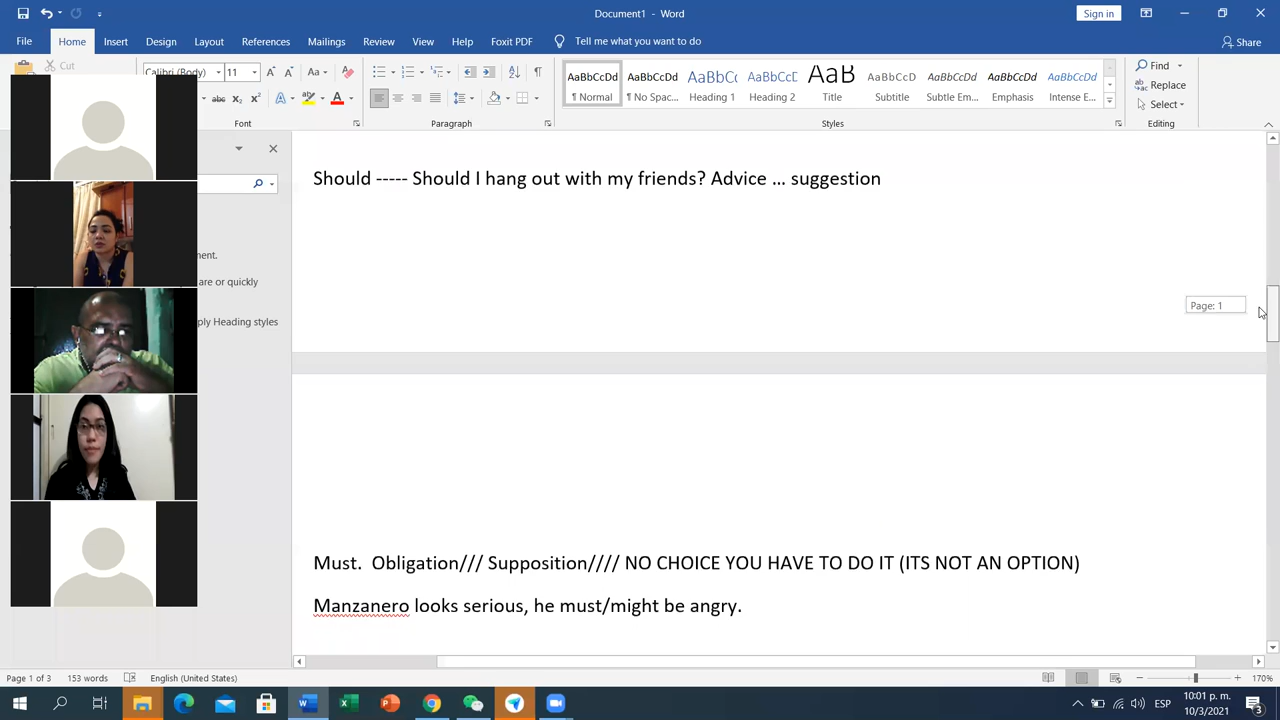 Document1 - Word
Sign in
File Home Insert Design Layout References Mailings Review View Help Foxit PDF Tell me what you want to do Share
Cut
Calibri (Body) 11
Find
Replace
Select
AaBbCcDd AaBbCcDd AaBbCc AaBbCcC AaB AaBbCcDd AaBbCcDd AaBbCcDd AaBbCcDd
¶ Normal ¶ No Spac... Heading 1 Heading 2 Title Subtitle Subtle Em... Emphasis Intense E...
Font Paragraph Styles Editing
Should ----- Should I hang out with my friends? Advice … suggestion
ment.
are or quickly
ply Heading styles
Page: 1
Must. Obligation/// Supposition//// NO CHOICE YOU HAVE TO DO IT (ITS NOT AN OPTION)
Manzanero looks serious, he must/might be angry.
Page 1 of 3 153 words English (United States) 170%
ESP
10:01 p. m.
10/3/2021
3